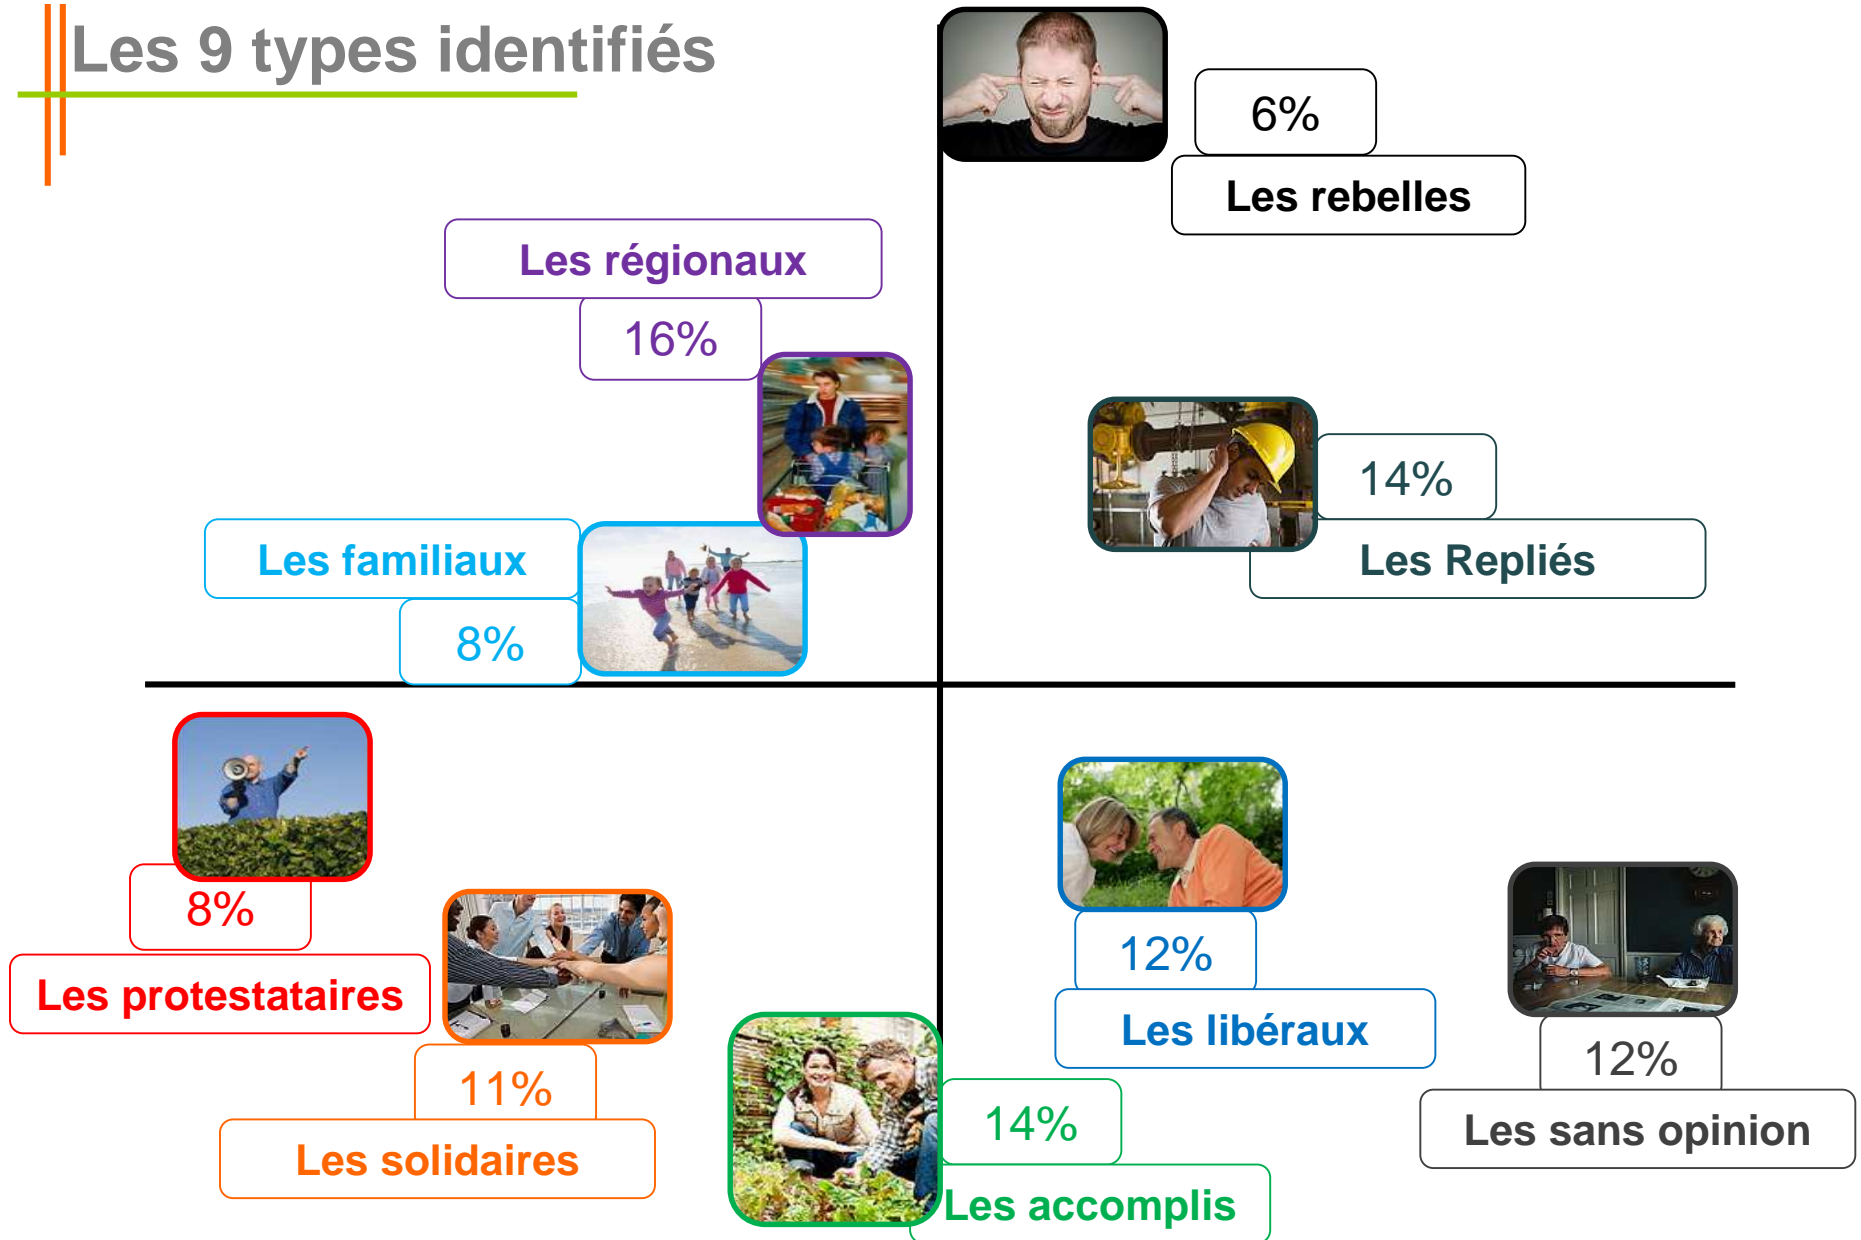 Les 9 types identifiés
6%
Les rebelles
Les régionaux
16%
14%
Les Repliés
Les familiaux
8%
8%
Les protestataires
12%
Les libéraux
12%
Les sans opinion
11%
Les solidaires
14%
Les accomplis